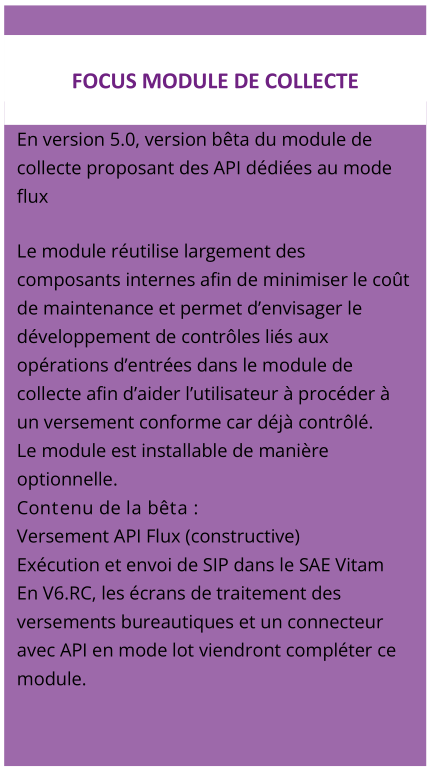 FOCUS MODULE DE COLLECTE
En version 5.0, version bêta du module de
collecte proposant des API dédiées au mode
flux
Le module réutilise largement des
composants internes afin de minimiser le coût
de maintenance et permet d’envisager le
développement de contrôles liés aux
opérations d’entrées dans le module de
collecte afin d’aider l’utilisateur à procéder à
un versement conforme car déjà contrôlé.
Le module est installable de manière
optionnelle.
Contenu de la bêta :
Versement API Flux (constructive)
Exécution et envoi de SIP dans le SAE Vitam
En V6.RC, les écrans de traitement des
versements bureautiques et un connecteur
avec API en mode lot viendront compléter ce
module.